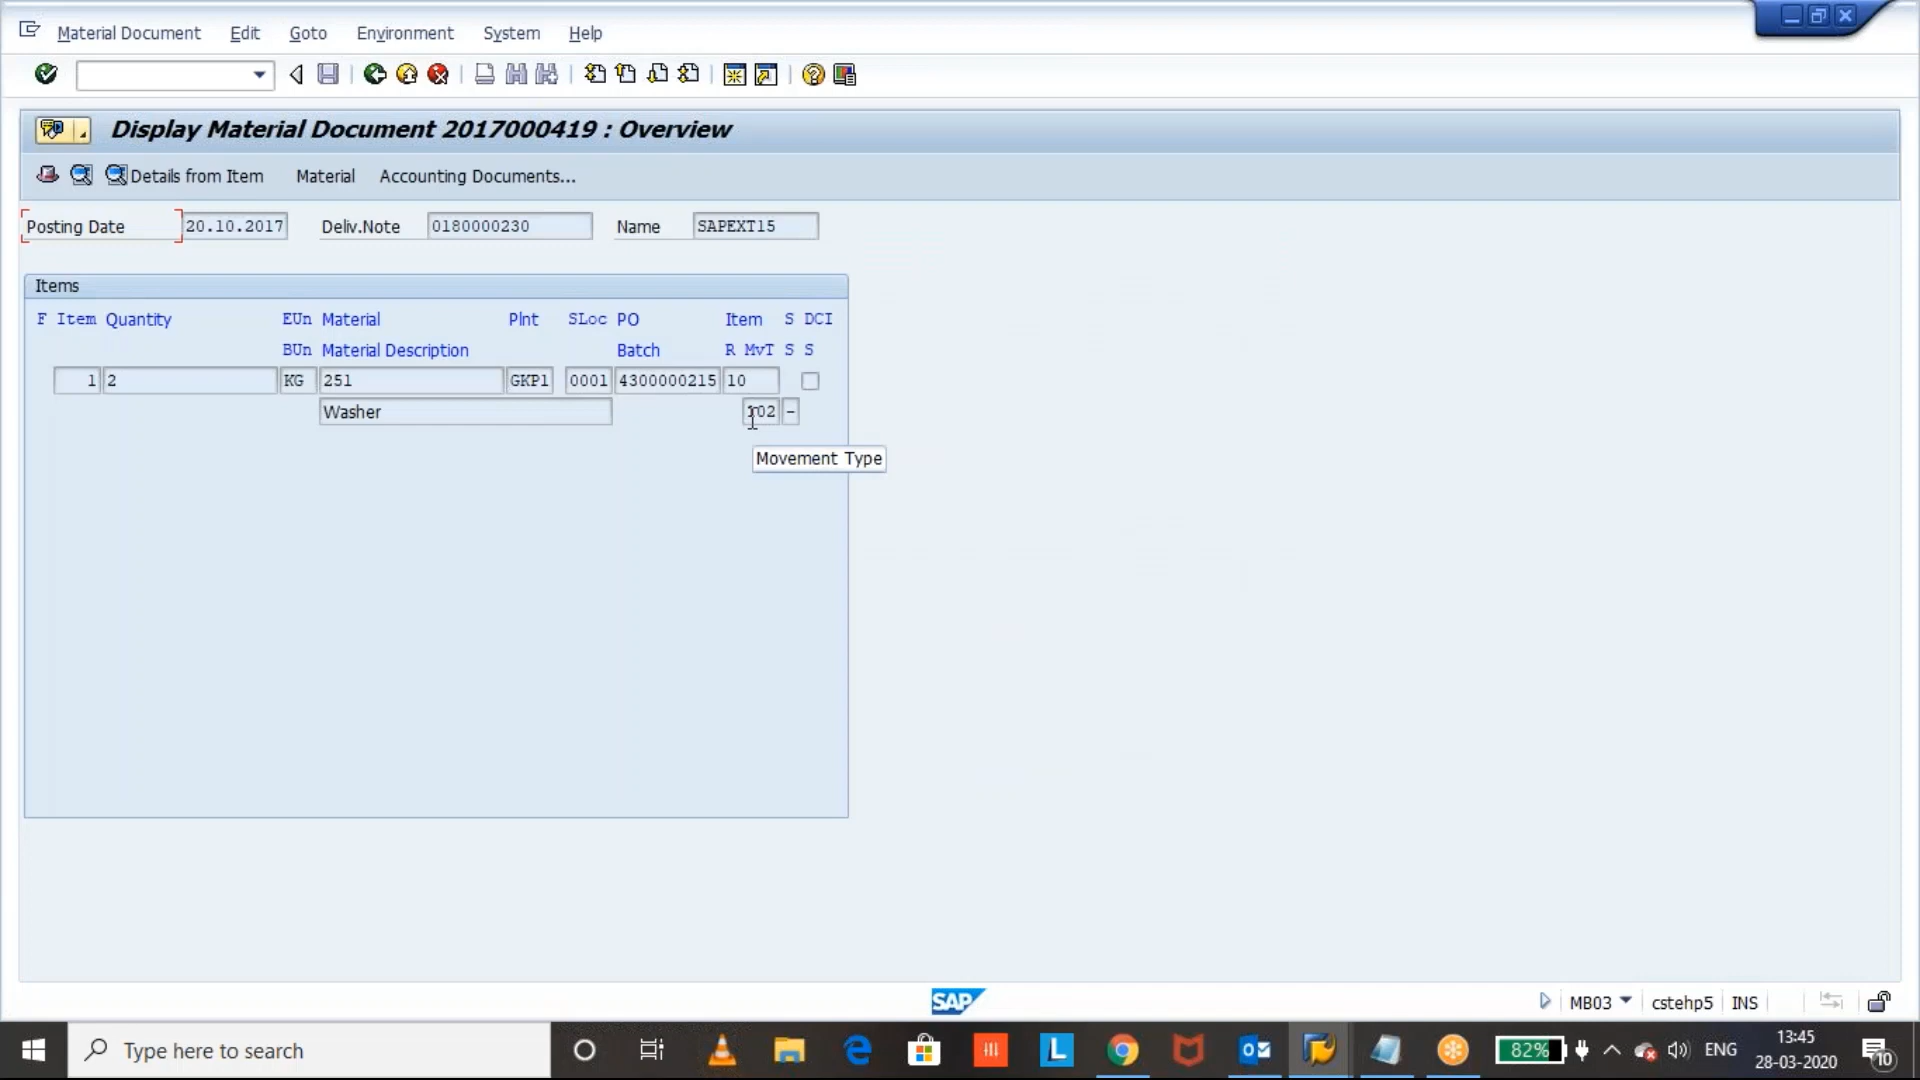 Material Document Edit Goto Environment System Help
Display Material Document 2017000419 : Overview
Details from Item Material Accounting Documents...
Posting Date 20.10.2017 Deliv.Note 0180000230 Name SAPEXT15
Items
F Item Quantity EUn Material Plnt SLoc PO Item S DCI
BUn Material Description Batch R MvT S S
1 2 KG 251 GKP1 0001 4300000215 10
Washer 102 -
Movement Type
SAP MB03 cstehp5 INS
Type here to search L 82% ENG 13:45
28-03-2020 10